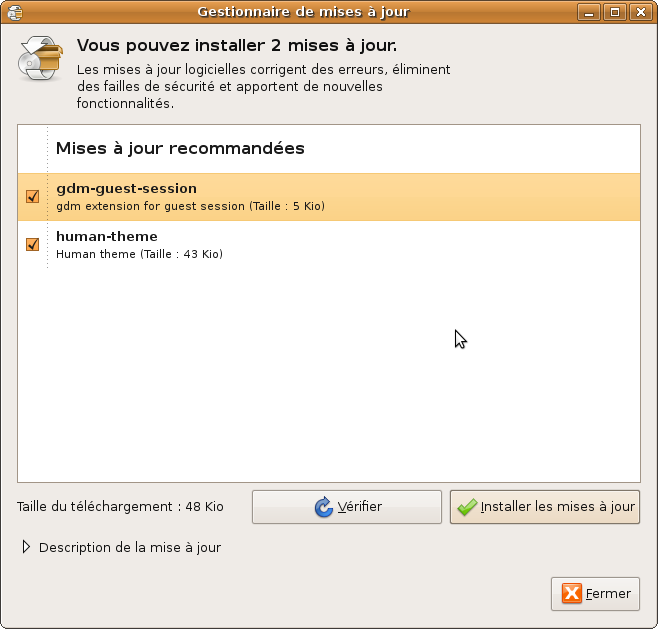 Gestionnaire de mises à jour
Vous pouvez installer 2 mises à jour.
Les mises à jour logicielles corrigent des erreurs, éliminent
des failles de sécurité et apportent de nouvelles
fonctionnalités.
Mises à jour recommandées
gdm-guest-session
gdm extension for guest session (Taille : 5 Kio)
human-theme
Human theme (Taille : 43 Kio)
Taille du téléchargement : 48 Kio
Vérifier
Installer les mises à jour
Description de la mise à jour
Fermer